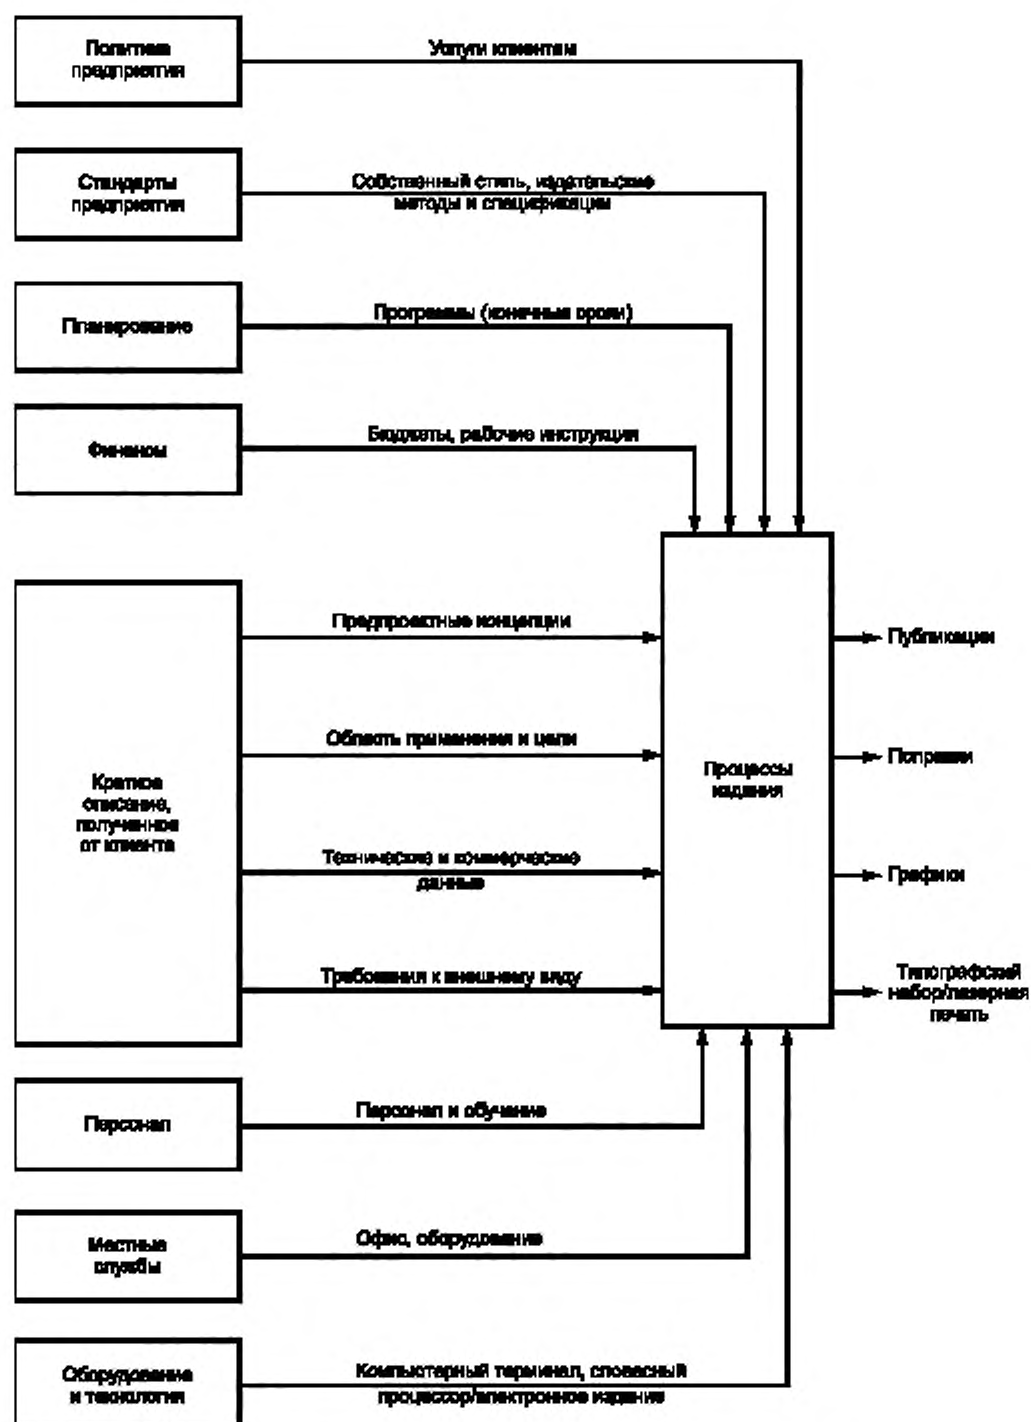 Политика
предприятия
Услуги клиентам
Стандарты
предприятия
Собственный стиль, издательские
методы и спецификации
Планирование
Программы (конечные сроки)
Финансы
Бюджеты, рабочие инструкции
Краткое
описание,
полученное
от клиента
Предпроектные концепции
Область применения и цели
Технические и коммерческие
данные
Требования к внешнему виду
Процессы
издания
Публикации
Поправки
Графики
Типографский
набор/лазерная
печать
Персонал
Персонал и обучение
Местные
службы
Офис, оборудование
Оборудование
и технология
Компьютерный терминал, словесный
процессор/электронное издание